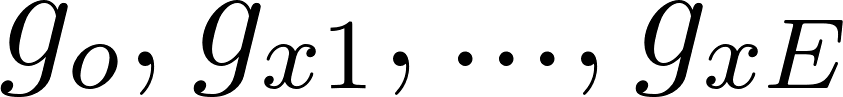 g_o, g_{x1}, ..., g_{xE}